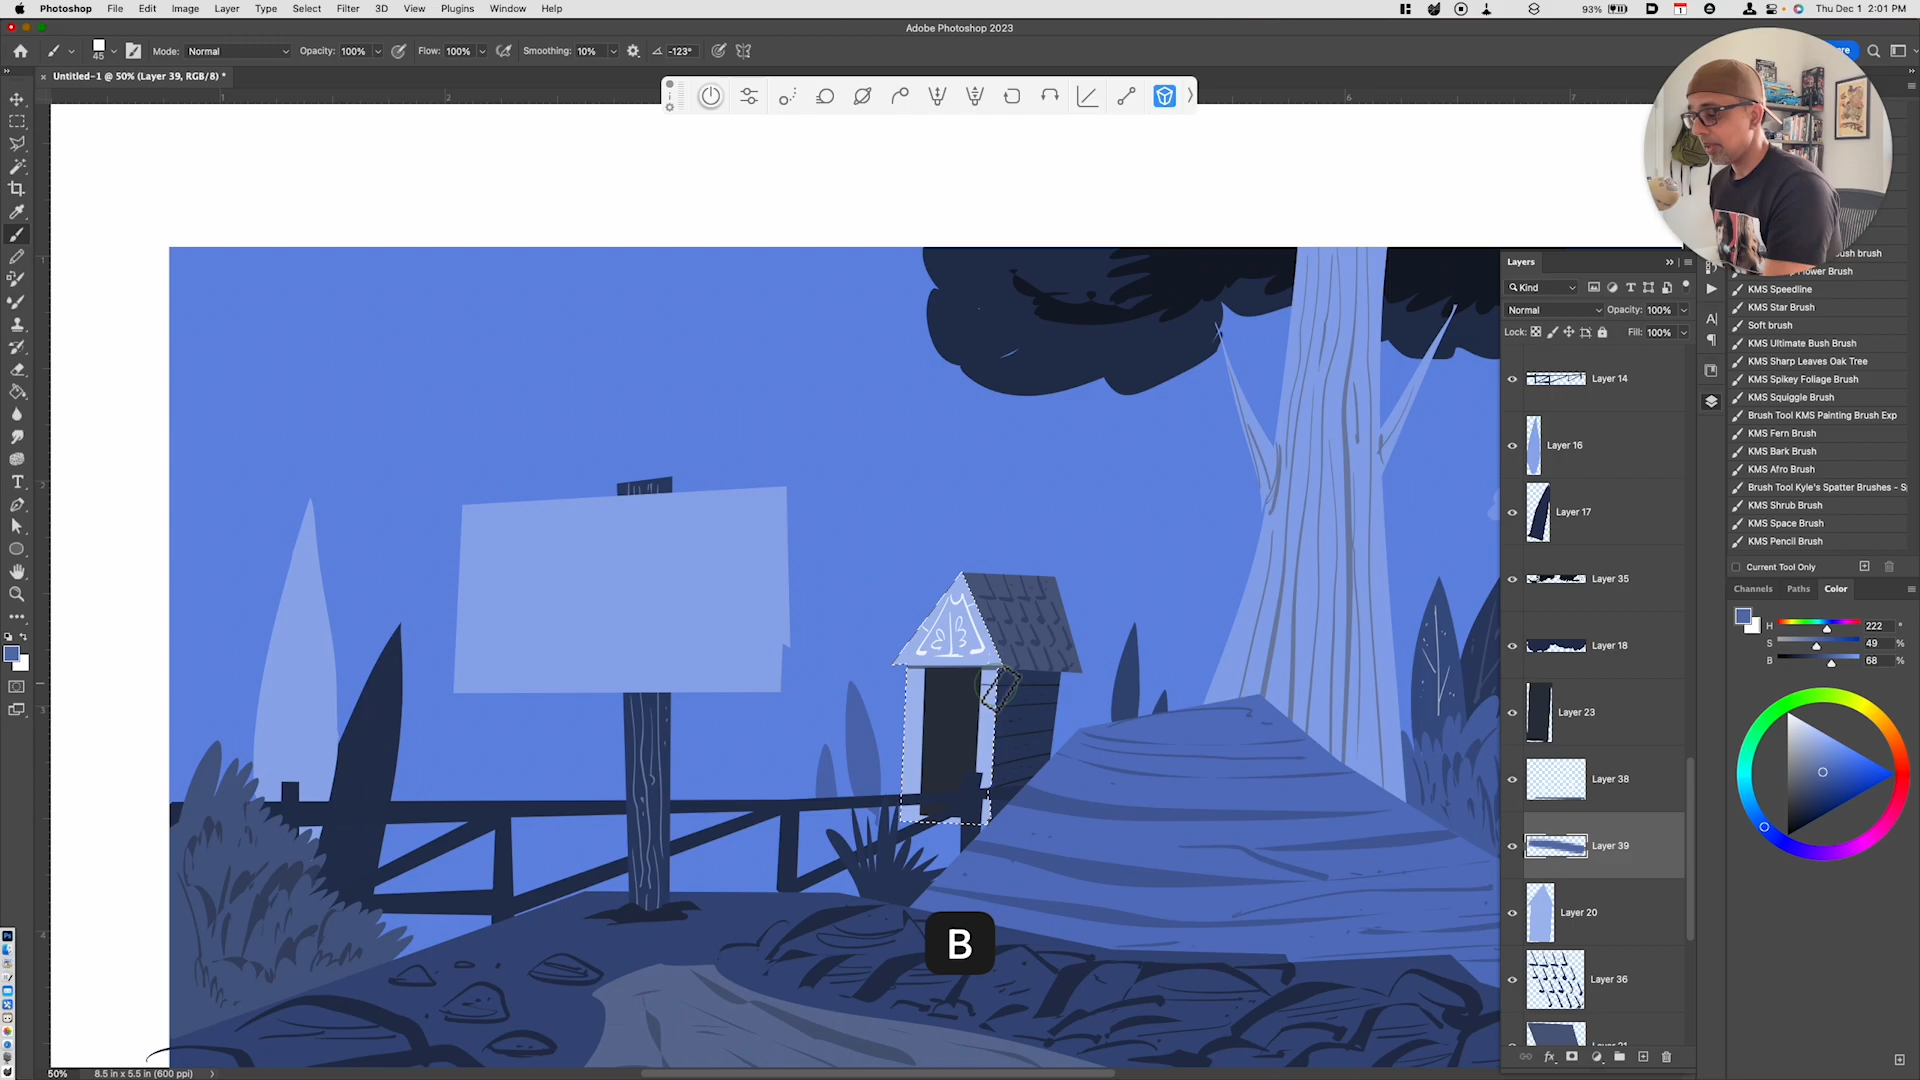 Photoshop File Edit Image Layer Type Select Filter 3D View Plugins Window Help
93% Thu Dec 1 2:01 PM
Adobe Photoshop 2023
45 Mode: Normal Opacity: 100% Flow: 100% Smoothing: 10% -123°
Untitled-1 @ 50% (Layer 39, RGB/8) *
1 2 6 7
Layers
Kind
Normal Opacity: 100%
Lock: Fill: 100%
Layer 14
Layer 16
Layer 17
Layer 35
Layer 18
Layer 23
Layer 38
Layer 39
Layer 20
Layer 36
KMS Speedline
KMS Star Brush
Soft brush
KMS Ultimate Bush Brush
KMS Sharp Leaves Oak Tree
KMS Spikey Foliage Brush
KMS Squiggle Brush
Brush Tool KMS Painting Brush Exp
KMS Fern Brush
KMS Bark Brush
KMS Afro Brush
Brush Tool Kyle's Spatter Brushes - S
KMS Shrub Brush
KMS Space Brush
KMS Pencil Brush
Current Tool Only
Channels Paths Color
H 222 °
S 49 %
B 68 %
B
50% 8.5 in x 5.5 in (600 ppi)